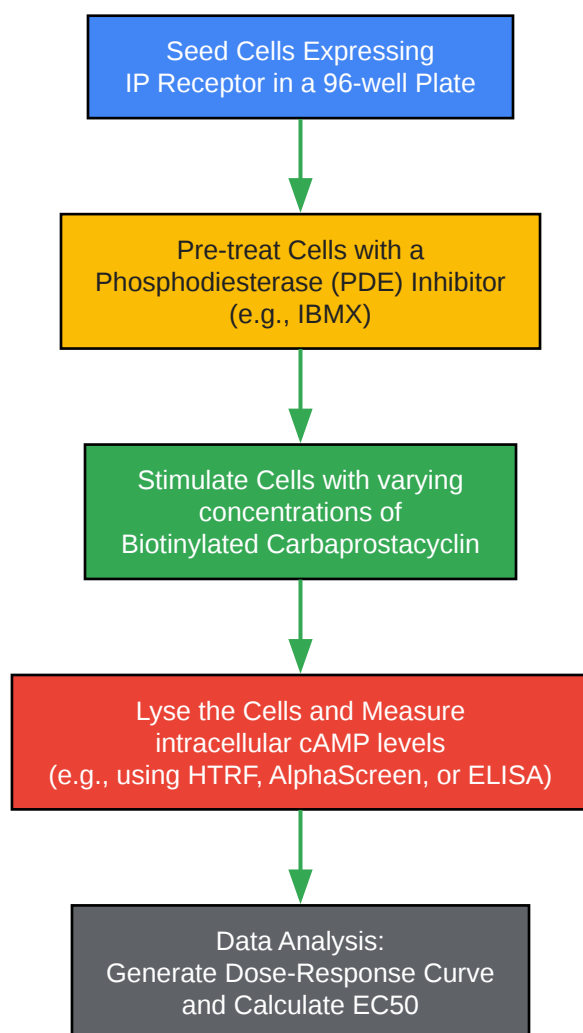 Seed Cells Expressing
IP Receptor in a 96-well Plate
Pre-treat Cells with a
Phosphodiesterase (PDE) Inhibitor
(e.g., IBMX)
Stimulate Cells with varying
concentrations of
Biotinylated Carbaprostacyclin
Lyse the Cells and Measure
intracellular cAMP levels
(e.g., using HTRF, AlphaScreen, or ELISA)
Data Analysis:
Generate Dose-Response Curve
and Calculate EC50